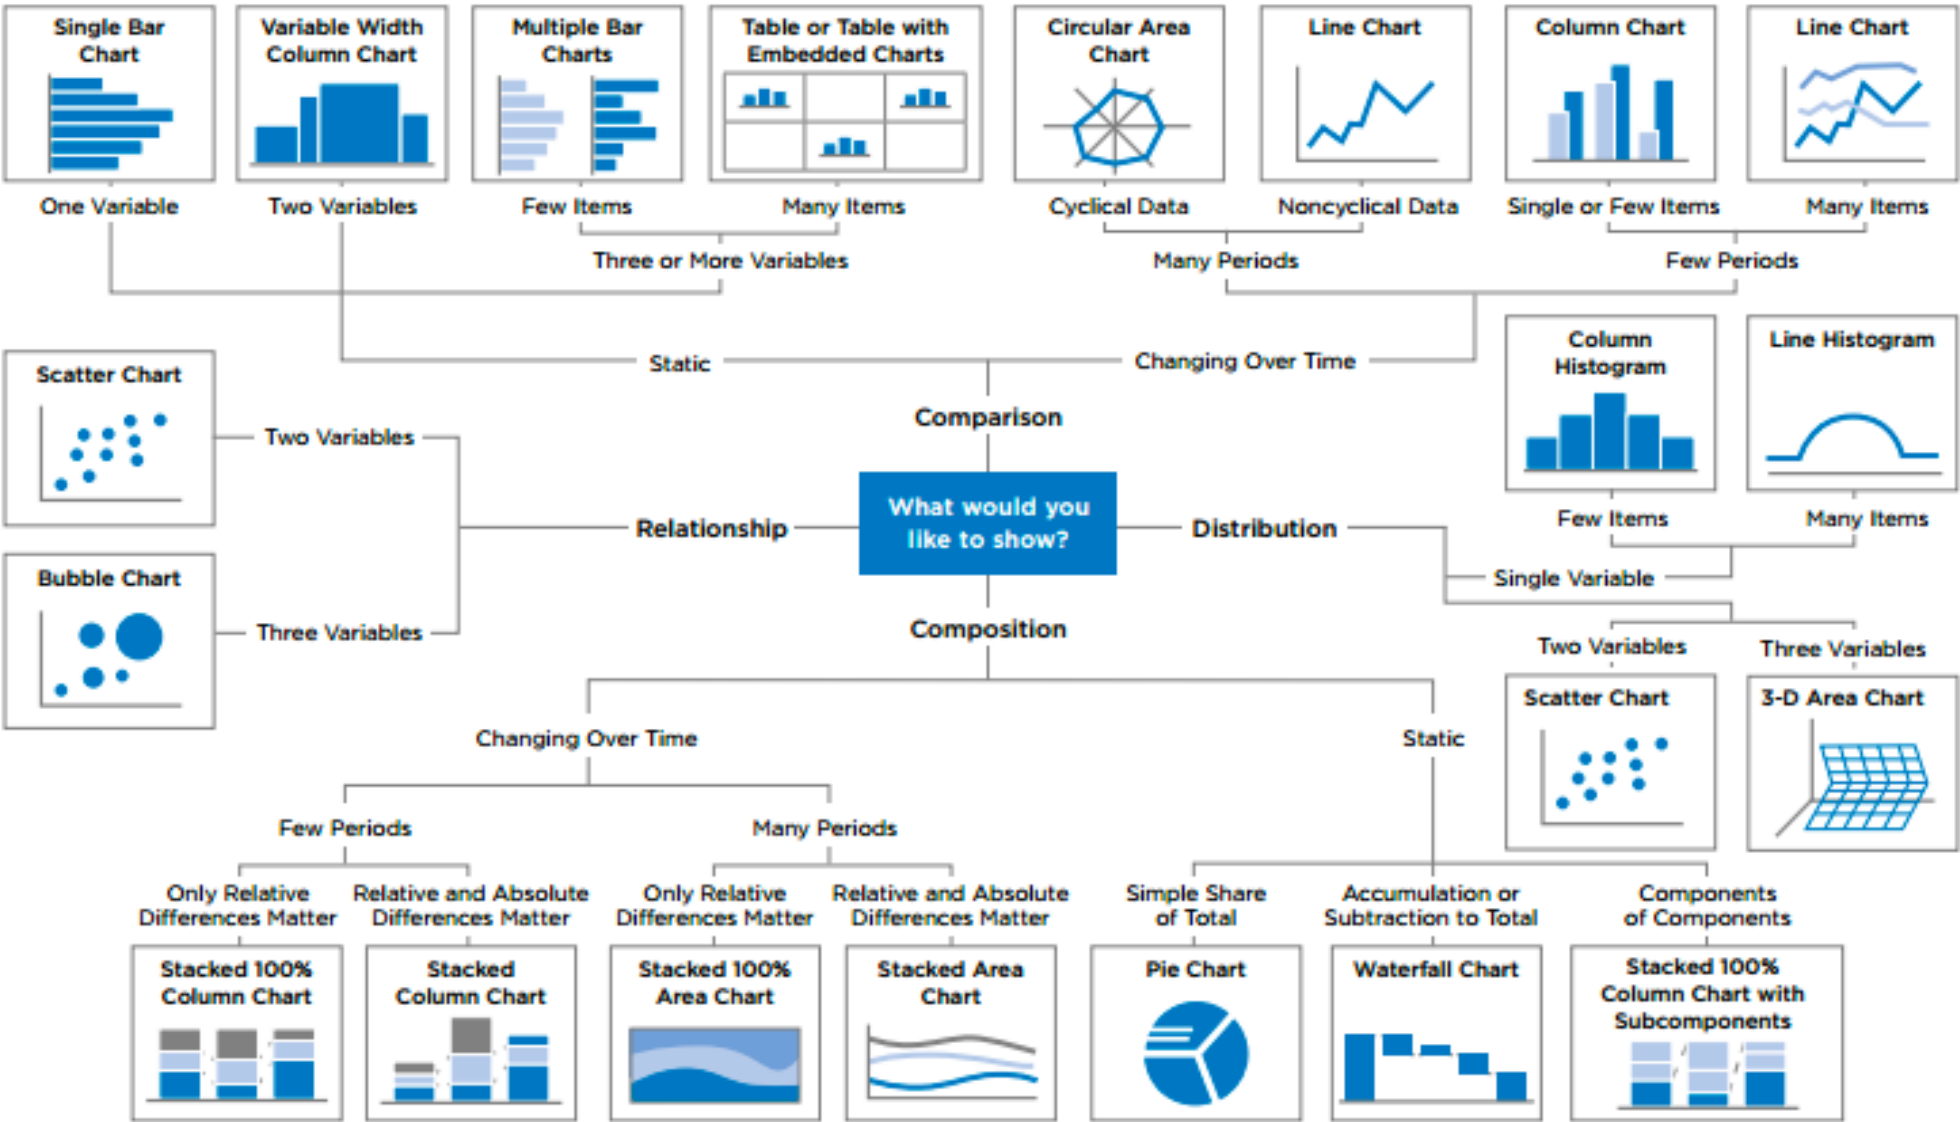 Single Bar
Chart
Variable Width
Column Chart
Multiple Bar
Charts
Table or Table with
Embedded Charts
Circular Area
Chart
Line Chart
Column Chart
Line Chart
One Variable
Two Variables
Few Items
Many Items
Cyclical Data
Noncyclical Data
Single or Few Items
Many Items
Three or More Variables
Many Periods
Few Periods
Static
Changing Over Time
Comparison
Column
Histogram
Line Histogram
Few Items
Many Items
Scatter Chart
Two Variables
Bubble Chart
Three Variables
Relationship
What would you
like to show?
Distribution
Single Variable
Two Variables
Three Variables
Scatter Chart
3-D Area Chart
Composition
Changing Over Time
Static
Few Periods
Many Periods
Only Relative
Differences Matter
Relative and Absolute
Differences Matter
Only Relative
Differences Matter
Relative and Absolute
Differences Matter
Simple Share
of Total
Accumulation or
Subtraction to Total
Components
of Components
Stacked 100%
Column Chart
Stacked
Column Chart
Stacked 100%
Area Chart
Stacked Area
Chart
Pie Chart
Waterfall Chart
Stacked 100%
Column Chart with
Subcomponents